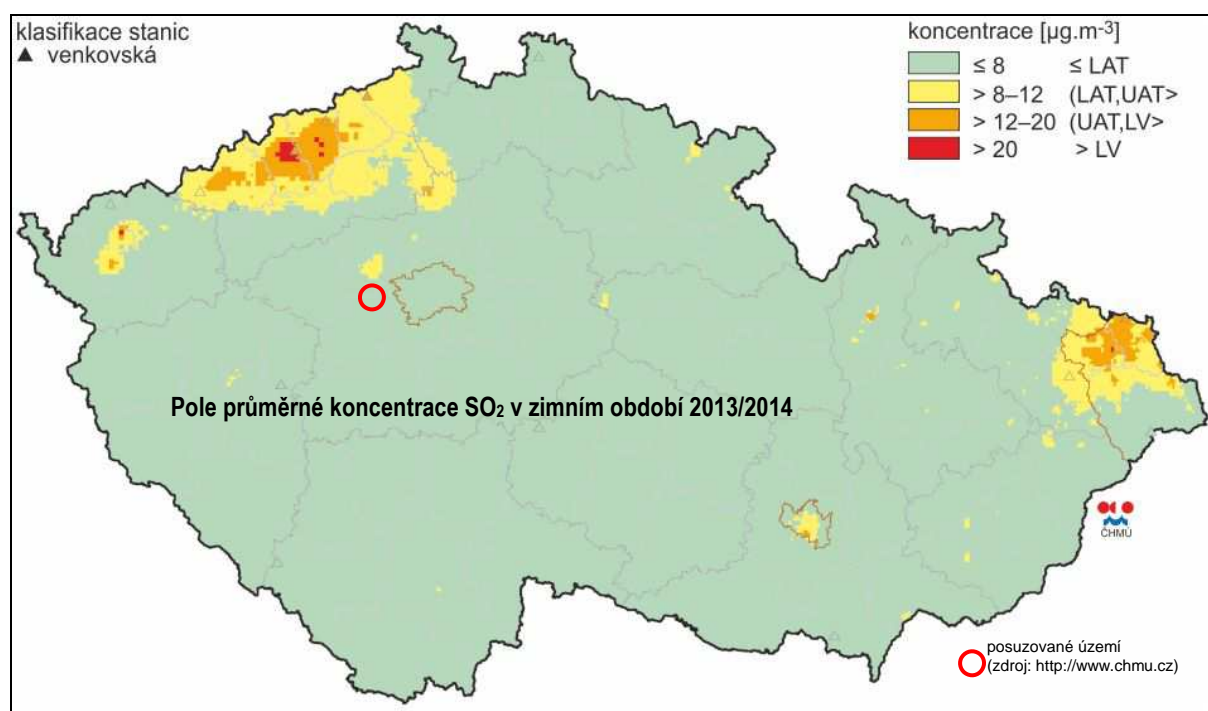 klasifikace stanic
▲ venkovská
koncentrace [µg.m-3]
≤ 8 ≤ LAT
> 8–12 (LAT,UAT>
> 12–20 (UAT,LV>
> 20 > LV
Pole průměrné koncentrace SO2 v zimním období 2013/2014
ČHMÚ
posuzované území
(zdroj: http://www.chmu.cz)